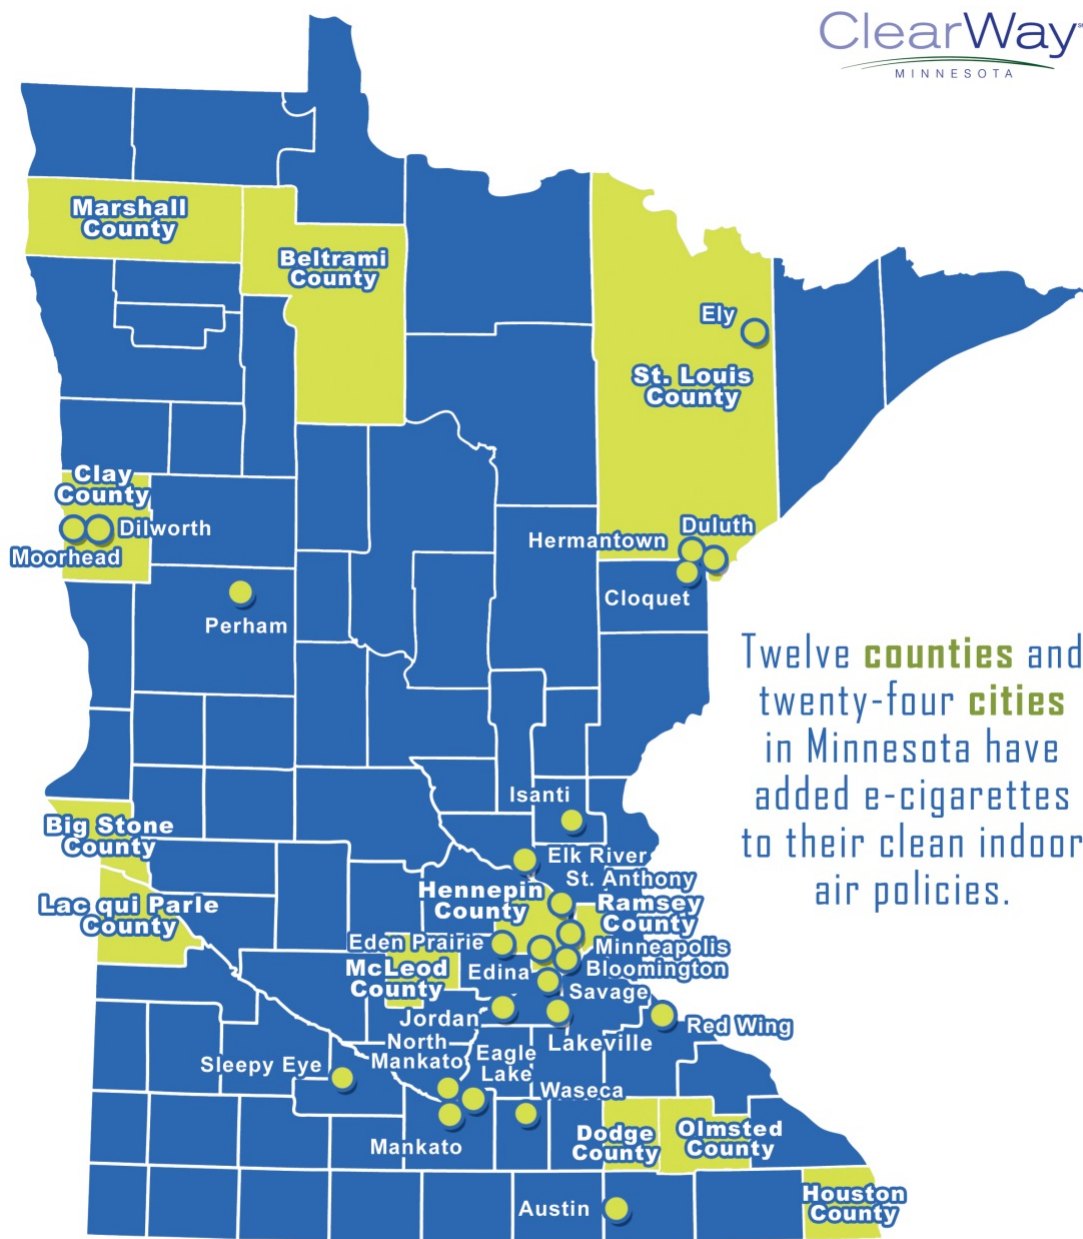 ClearWay
SM
MINNESOTA
Marshall
County
Beltrami
County
Ely
St. Louis
County
Clay
County
Dilworth
Moorhead
Duluth
Hermantown
Cloquet
Perham
Twelve counties and
twenty-four cities
in Minnesota have
added e-cigarettes
to their clean indoor
air policies.
Isanti
Big Stone
County
Elk River
St. Anthony
Hennepin
County
Ramsey
County
Lac qui Parle
County
Eden Prairie
Minneapolis
McLeod
County
Edina
Bloomington
Savage
Jordan
Lakeville
Red Wing
North
Mankato
Eagle
Lake
Sleepy Eye
Waseca
Mankato
Dodge
County
Olmsted
County
Austin
Houston
County